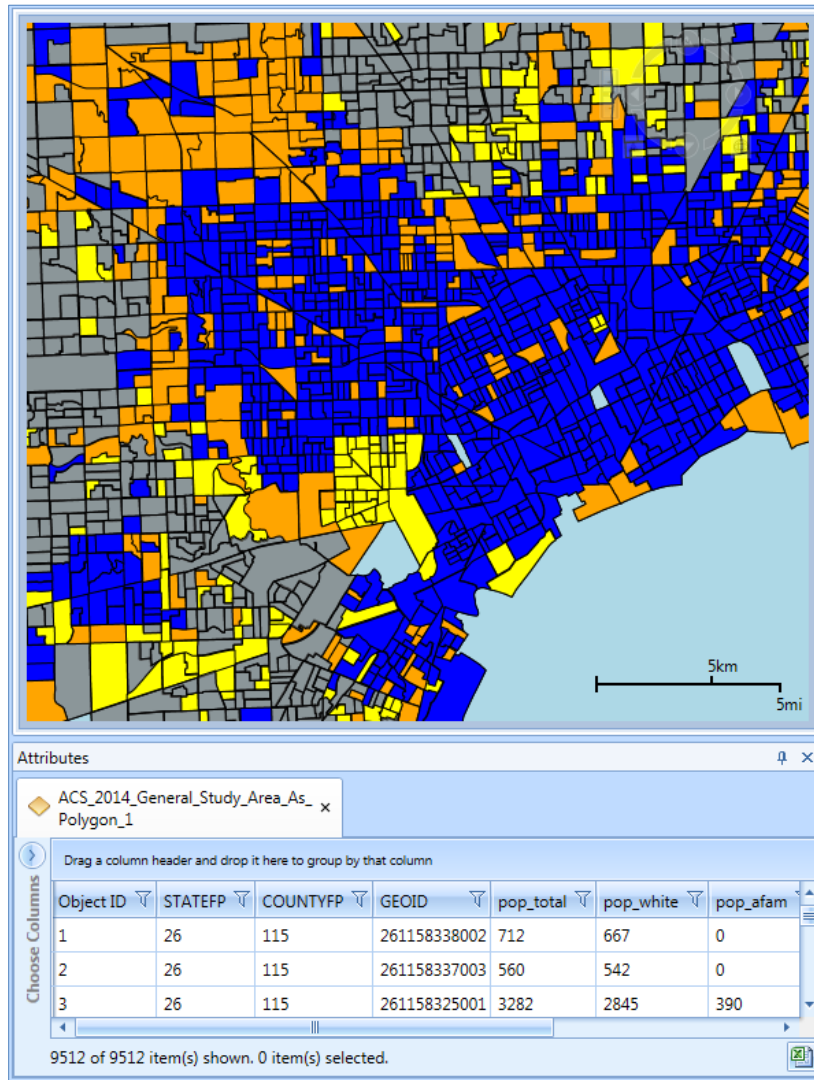 5km
5mi
Attributes
ACS_2014_General_Study_Area_As_
Polygon_1
Choose Columns
Drag a column header and drop it here to group by that column
Object ID STATEFP COUNTYFP GEOID pop_total pop_white pop_afam
1 26 115 261158338002 712 667 0
2 26 115 261158337003 560 542 0
3 26 115 261158325001 3282 2845 390
9512 of 9512 item(s) shown. 0 item(s) selected.